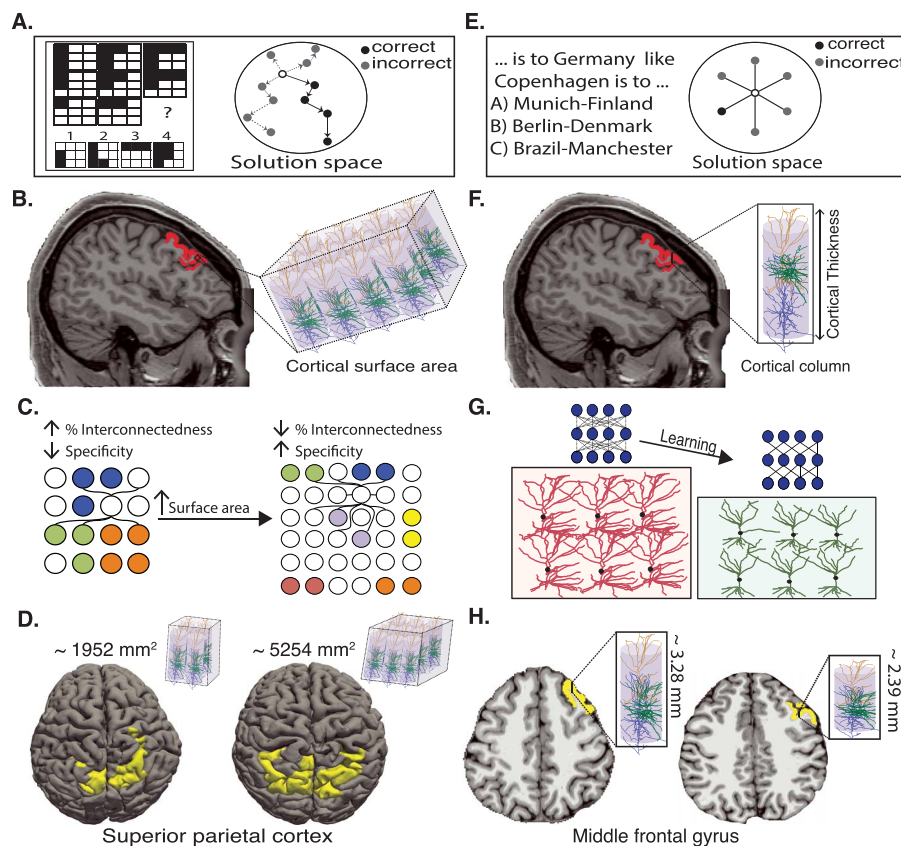 A.
?
1 2 3 4
correct
incorrect
Solution space
B.
Cortical surface area
C.
↑ % Interconnectedness
↓ Specificity
↑ Surface area
↓ % Interconnectedness
↑ Specificity
D.
~ 1952 mm²
~ 5254 mm²
Superior parietal cortex
E.
... is to Germany like
Copenhagen is to ...
A) Munich-Finland
B) Berlin-Denmark
C) Brazil-Manchester
correct
incorrect
Solution space
F.
Cortical Thickness
Cortical column
G.
Learning
H.
~ 3.28 mm
~ 2.39 mm
Middle frontal gyrus